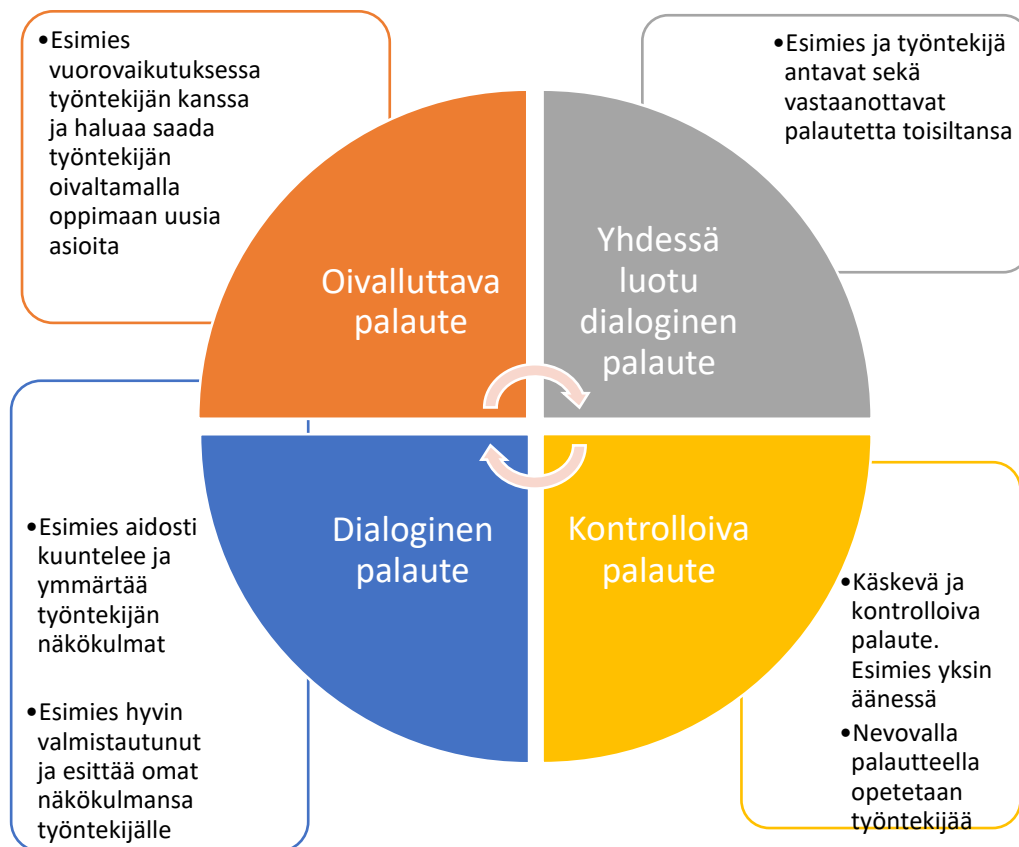 •Esimies
vuorovaikutuksessa
työntekijän kanssa
ja haluaa saada
työntekijän
oivaltamalla
oppimaan uusia
asioita
•Esimies ja työntekijä
antavat sekä
vastaanottavat
palautetta toisiltansa
Oivalluttava
palaute
Yhdessä
luotu
dialoginen
palaute
Dialoginen
palaute
Kontrolloiva
palaute
•Esimies aidosti
kuuntelee ja
ymmärtää
työntekijän
näkökulmat
•Esimies hyvin
valmistautunut
ja esittää omat
näkökulmansa
työntekijälle
•Käskevä ja
kontrolloiva
palaute.
Esimies yksin
äänessä
•Nevovalla
palautteella
opetetaan
työntekijää